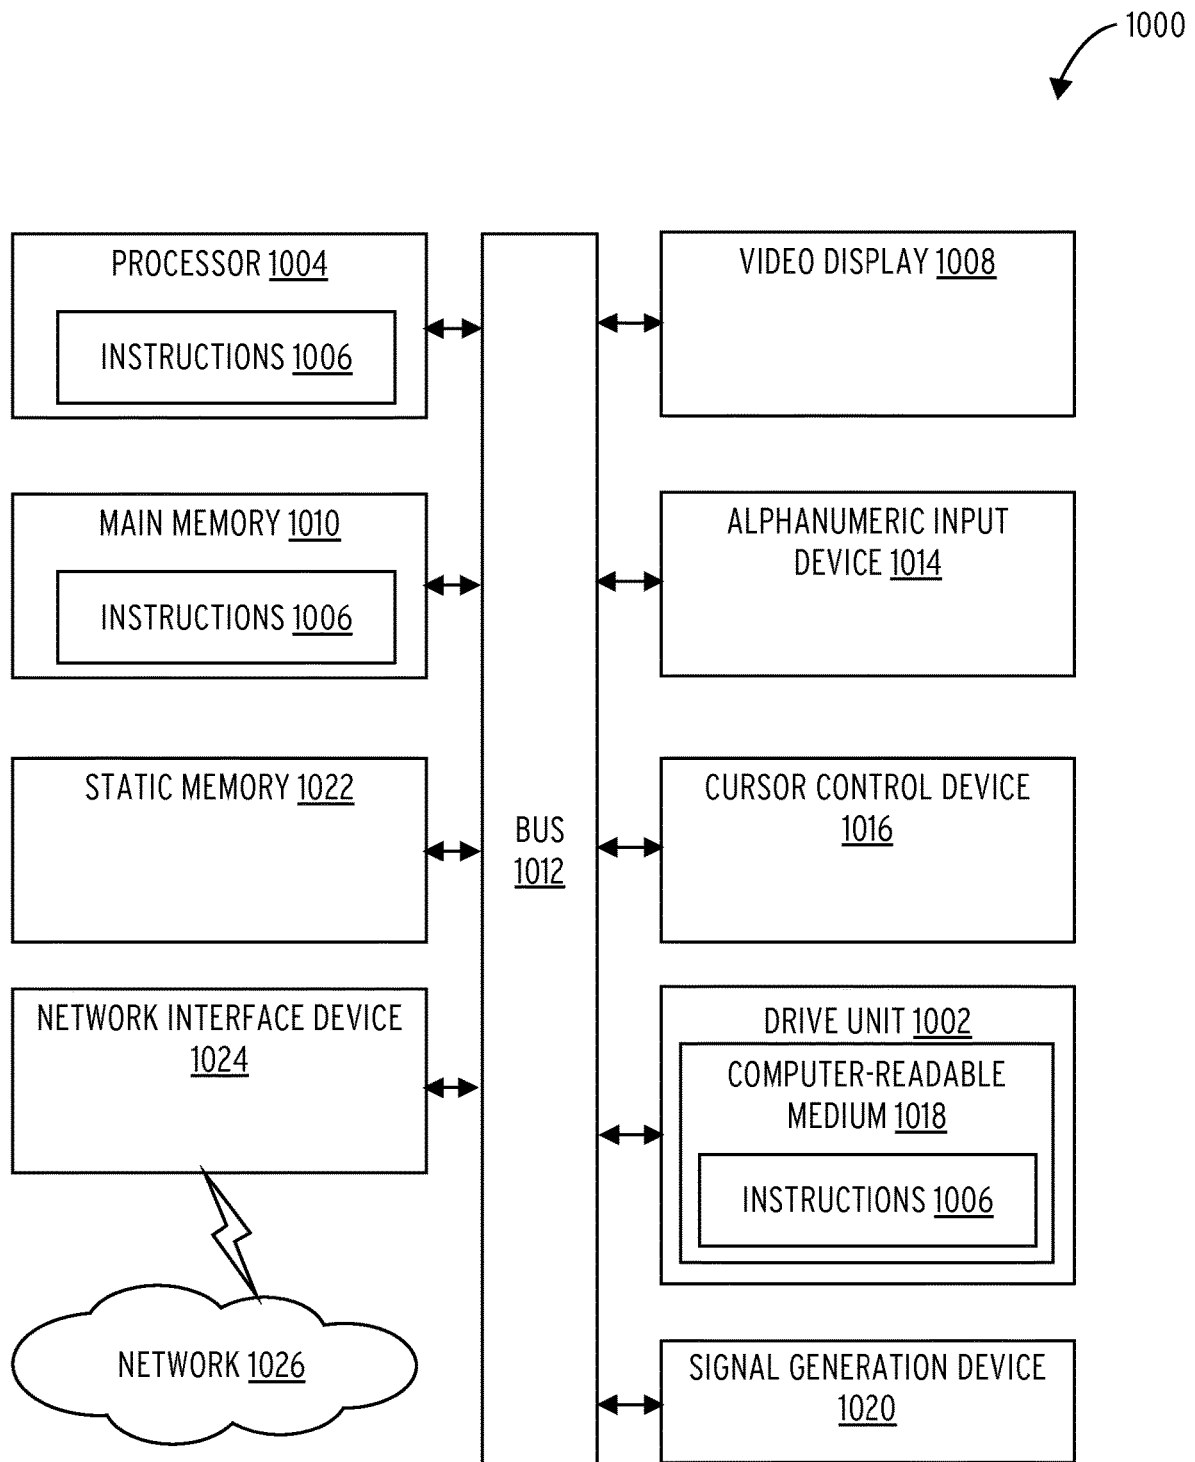 1000
PROCESSOR 1004
INSTRUCTIONS 1006
MAIN MEMORY 1010
INSTRUCTIONS 1006
STATIC MEMORY 1022
NETWORK INTERFACE DEVICE
1024
NETWORK 1026
BUS
1012
VIDEO DISPLAY 1008
ALPHANUMERIC INPUT
DEVICE 1014
CURSOR CONTROL DEVICE
1016
DRIVE UNIT 1002
COMPUTER-READABLE
MEDIUM 1018
INSTRUCTIONS 1006
SIGNAL GENERATION DEVICE
1020